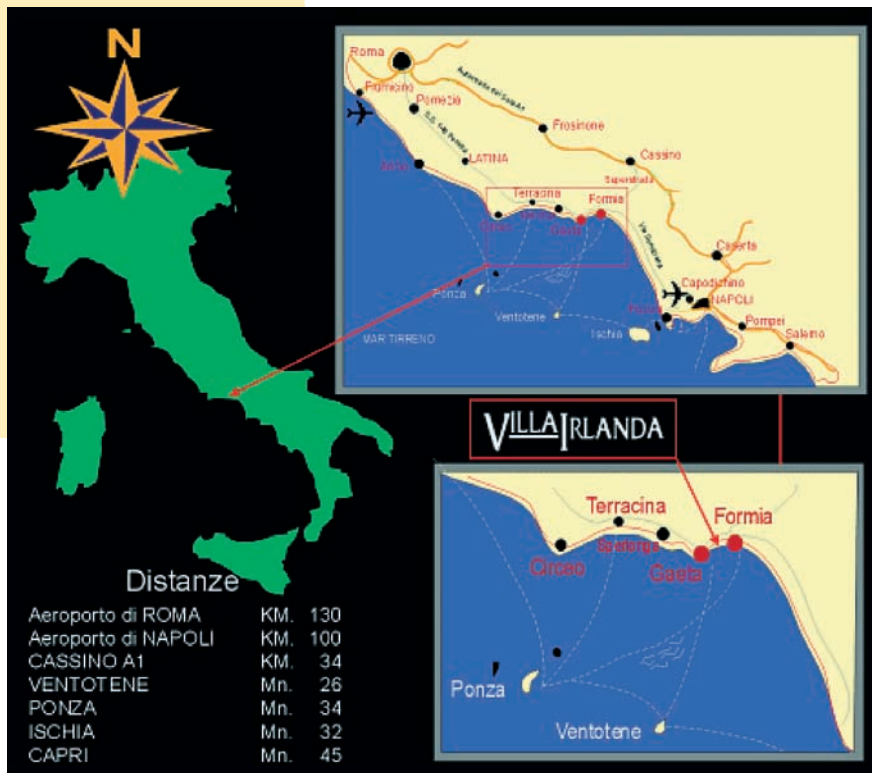 N
Roma
Fiumicino
Pomezia
Frosinone
Cassino
Superstrada
LATINA
Terracina
Formia
Gaeta
Caserta
Capodichino
NAPOLI
Pompei
Salerno
Ponza
Ventotene
Ischia
MAR TIRRENO
VILLA IRLANDA
Terracina
Formia
Sperlonga
Circeo
Gaeta
Ponza
Ventotene
Distanze
Aeroporto di ROMA KM. 130
Aeroporto di NAPOLI KM. 100
CASSINO A1 KM. 34
VENTOTENE Mn. 26
PONZA Mn. 34
ISCHIA Mn. 32
CAPRI Mn. 45